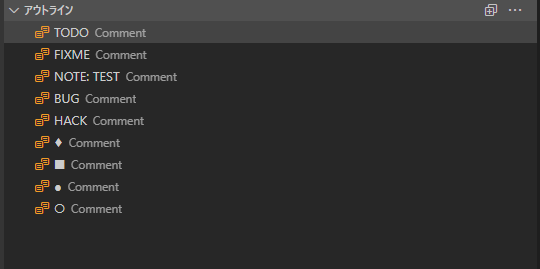 アウトライン
TODO Comment
FIXME Comment
NOTE: TEST Comment
BUG Comment
HACK Comment
♦ Comment
■ Comment
● Comment
○ Comment